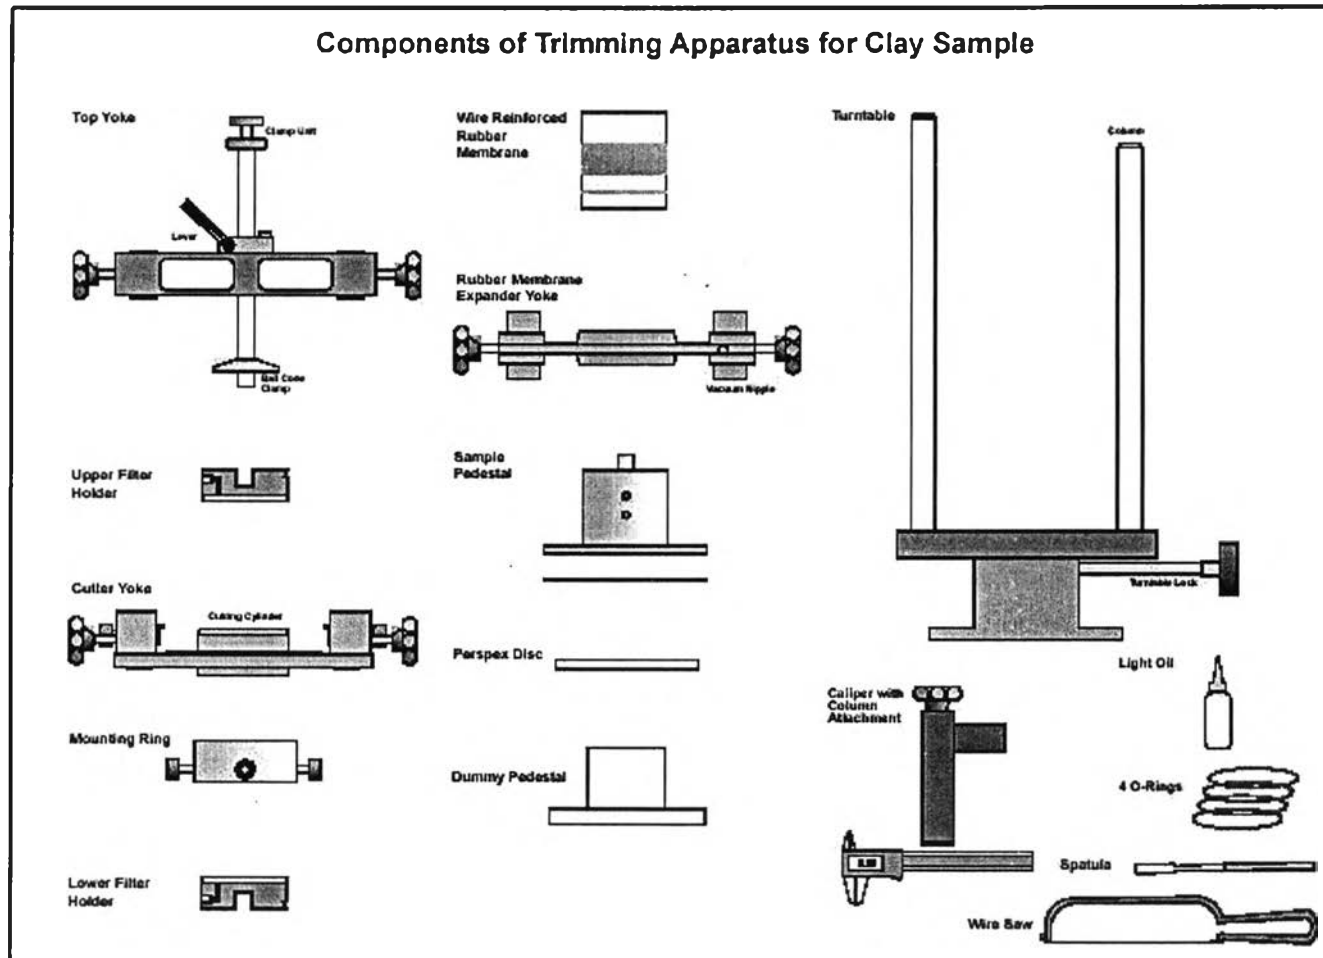 Components of Trimming Apparatus for Clay Sample
Top Yoke
Clamp Unit
Lever
Ball Cone
Clamp
Upper Filter
Holder
Cutter Yoke
Cutting Cylinder
Mounting Ring
Lower Filter
Holder
Wire Reinforced
Rubber
Membrane
Rubber Membrane
Expander Yoke
Vacuum Nipple
Sample
Pedestal
Perspex Disc
Dummy Pedestal
Turntable
Column
Turntable Lock
Caliper with
Column
Attachment
Light Oil
4 O-Rings
Spatula
Wire Saw